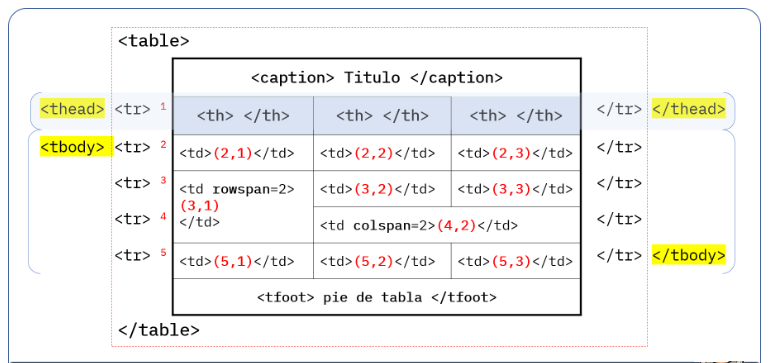 <table>
<caption> Titulo </caption>
<thead> <tr> 1 <th> </th> <th> </th> <th> </th> </tr> </thead>
<tbody> <tr> 2 <td>(2,1)</td> <td>(2,2)</td> <td>(2,3)</td> </tr>
<tr> 3 <td rowspan=2> <td>(3,2)</td> <td>(3,3)</td> </tr>
(3,1)
<tr> 4 </td> <td colspan=2>(4,2)</td> </tr>
<tr> 5 <td>(5,1)</td> <td>(5,2)</td> <td>(5,3)</td> </tr> </tbody>
<tfoot> pie de tabla </tfoot>
</table>